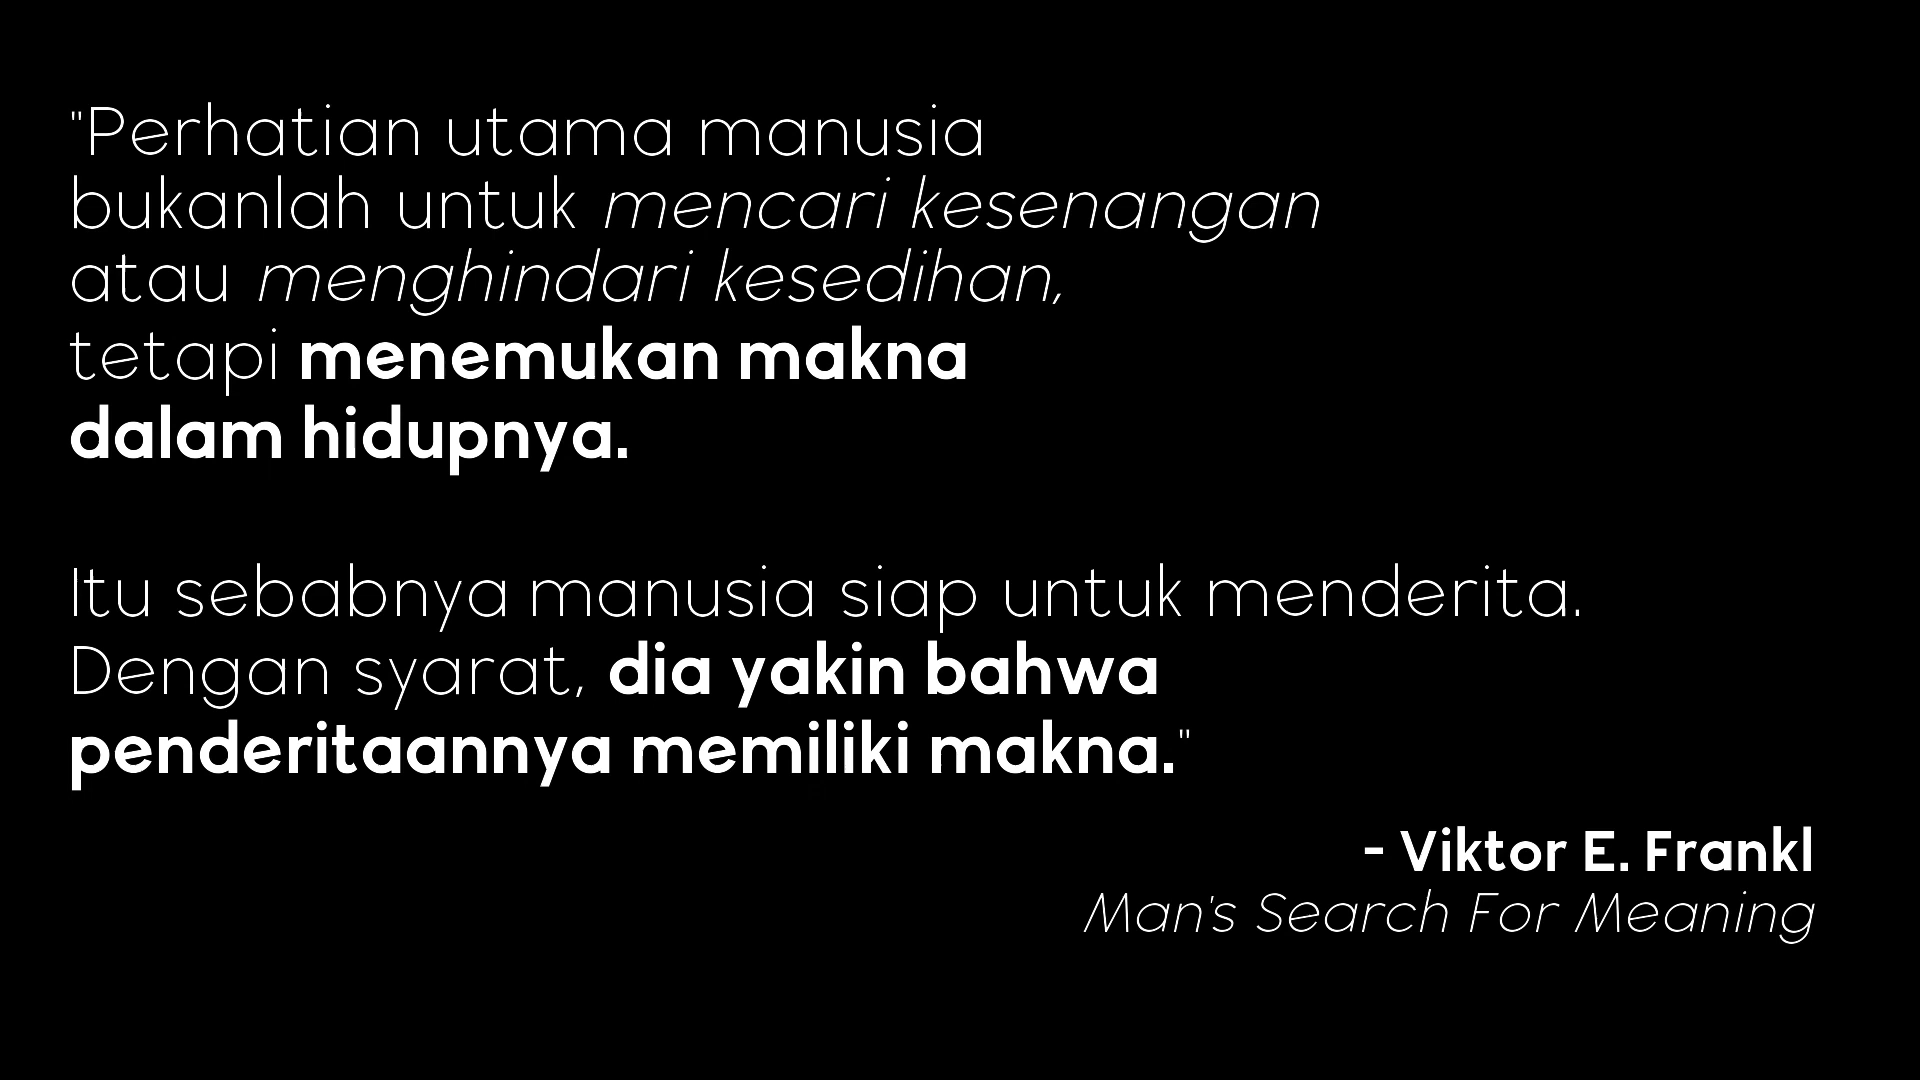 "Perhatian utama manusia
bukanlah untuk mencari kesenangan
atau menghindari kesedihan,
tetapi menemukan makna
dalam hidupnya.
Itu sebabnya manusia siap untuk menderita.
Dengan syarat, dia yakin bahwa
penderitaannya memiliki makna."
- Viktor E. Frankl
Man's Search For Meaning